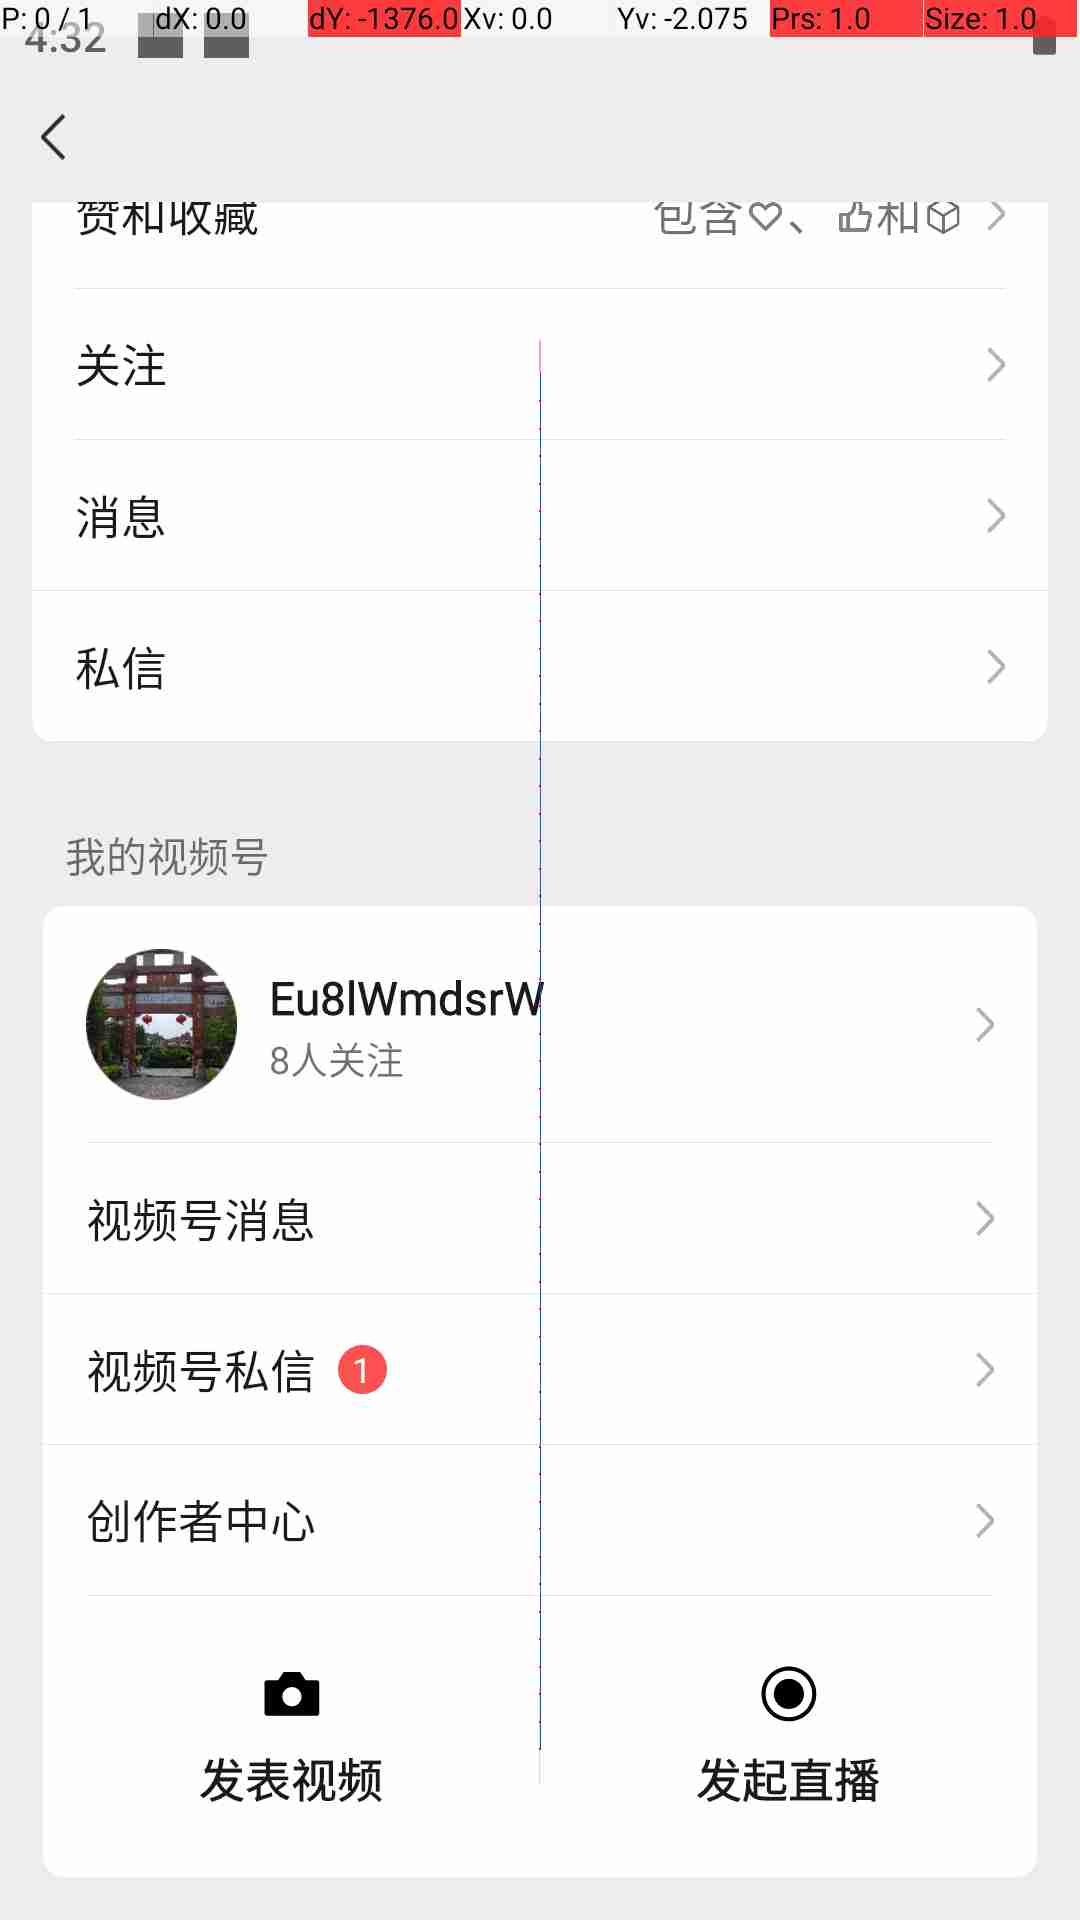 P: 0 / 1 dX: 0.0 dY: -1376.0 Xv: 0.0 Yv: -2.075 Prs: 1.0 Size: 1.0
4:32
赞和收藏 包含♡、👍和
关注
消息
私信
我的视频号
Eu8lWmdsrW
8人关注
视频号消息
视频号私信 1
创作者中心
发表视频 发起直播